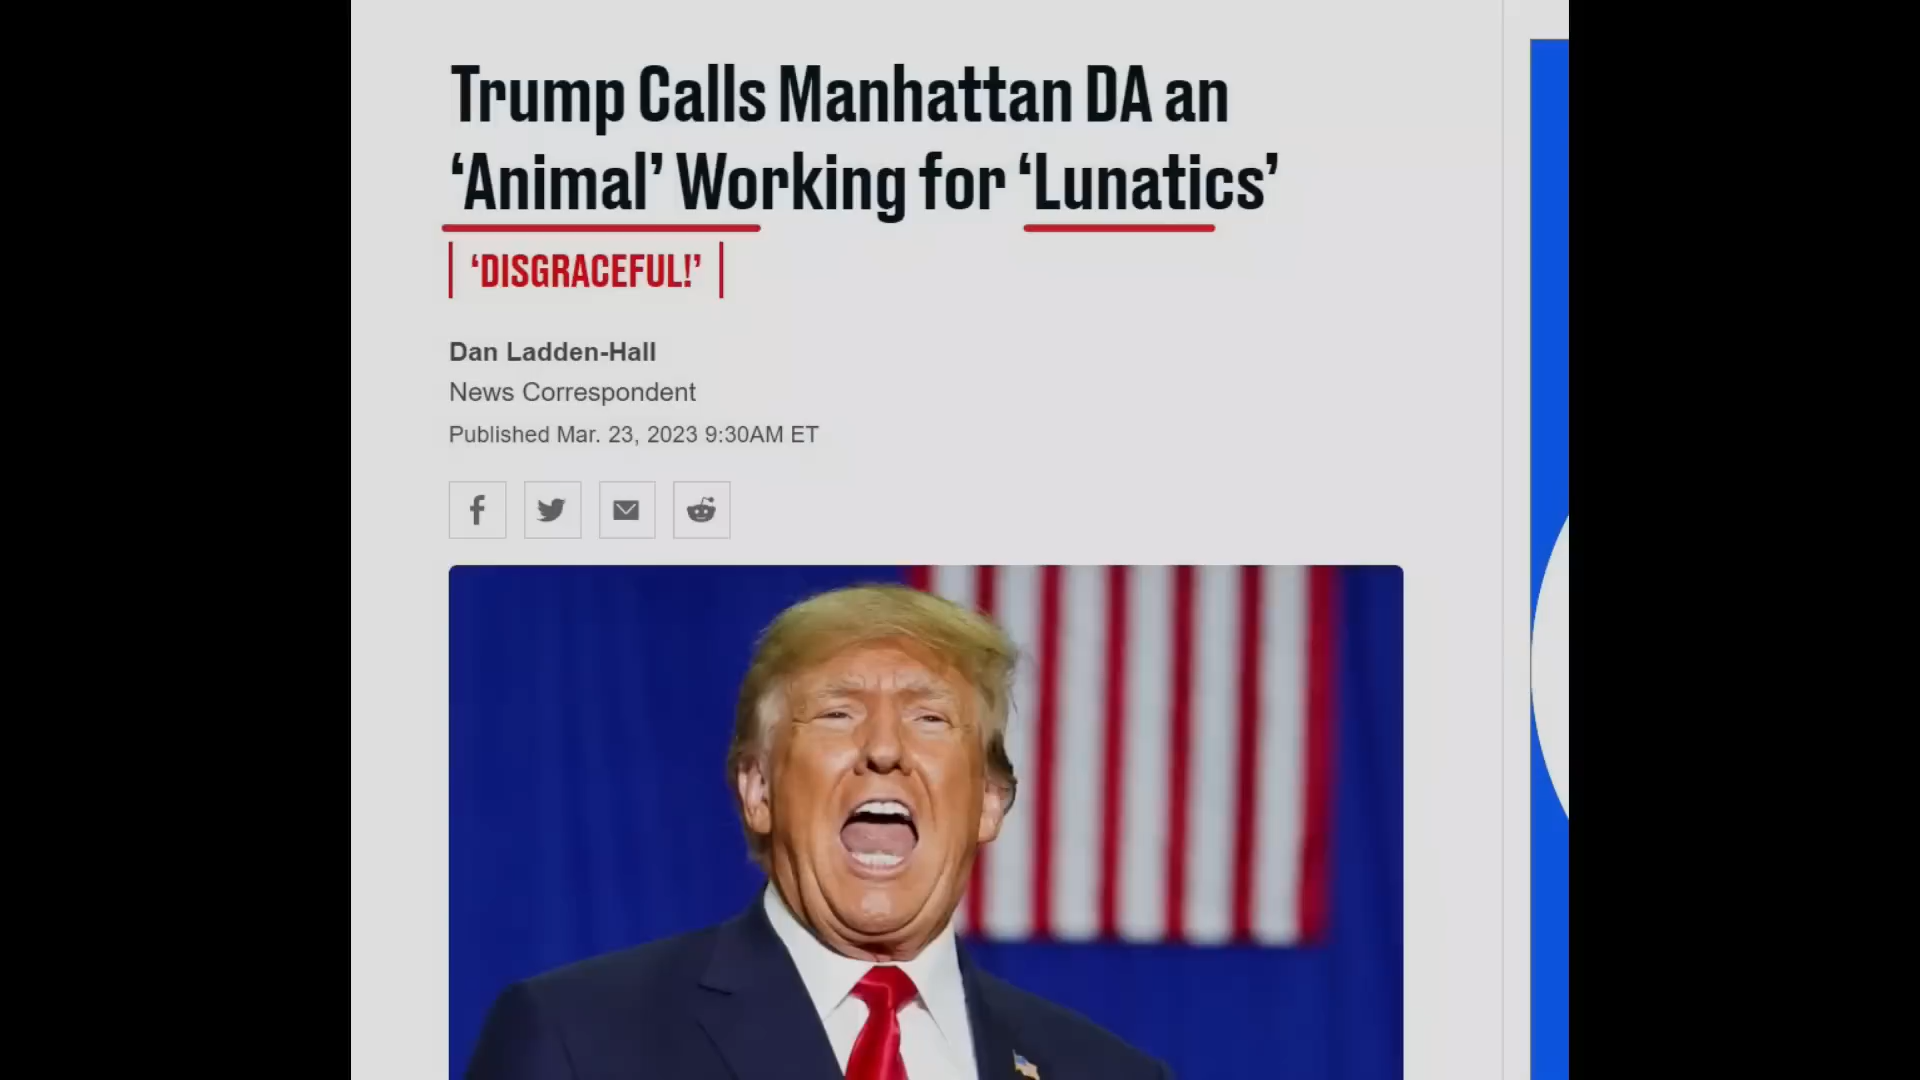 Trump Calls Manhattan DA an
‘Animal’ Working for ‘Lunatics’
‘DISGRACEFUL!’
Dan Ladden-Hall
News Correspondent
Published Mar. 23, 2023 9:30AM ET